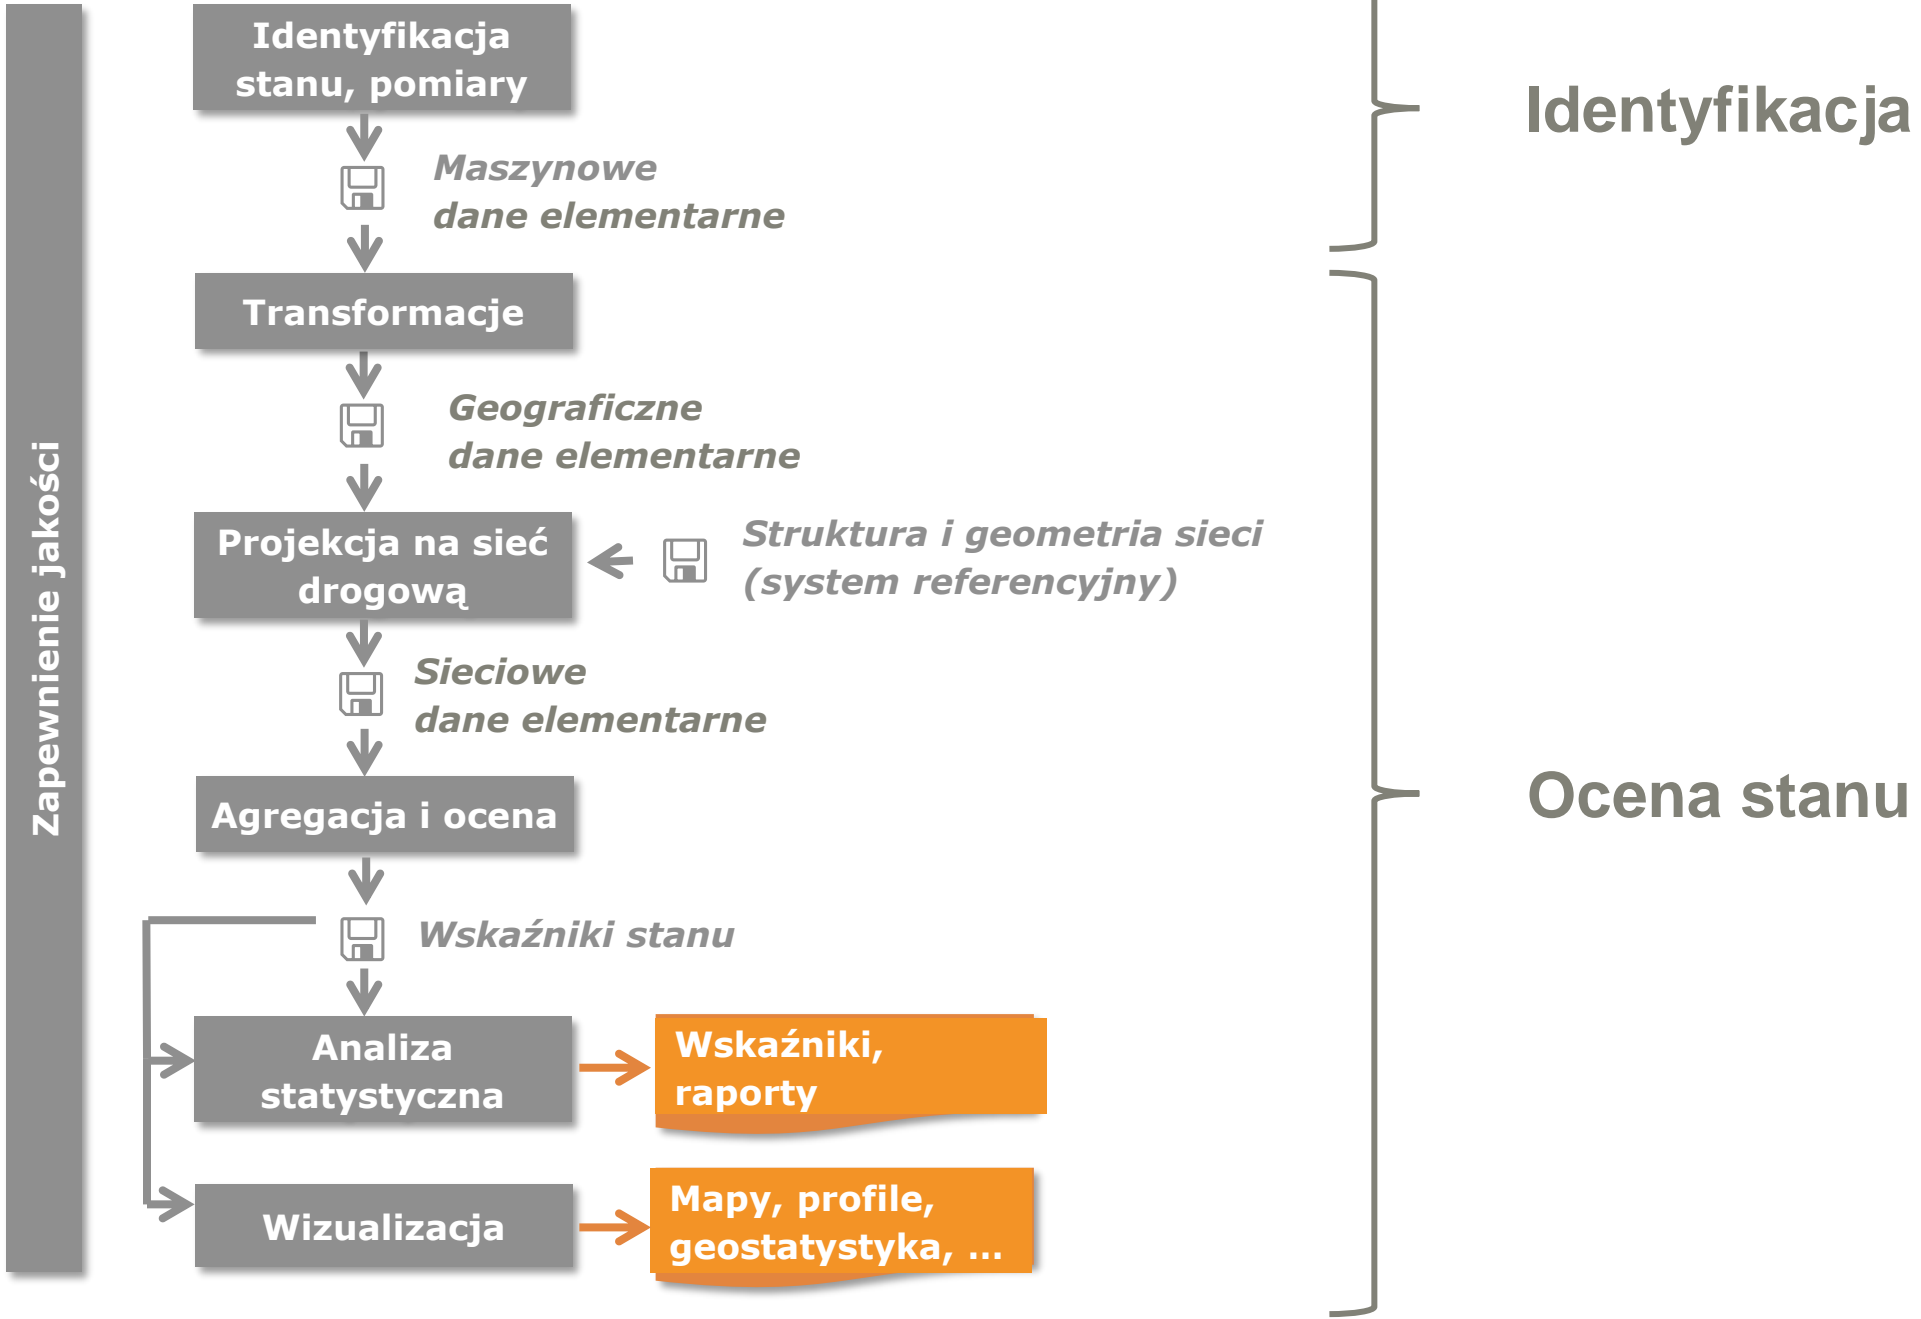 Zapewnienie jakości
Identyfikacja
stanu, pomiary
Maszynowe
dane elementarne
Transformacje
Geograficzne
dane elementarne
Projekcja na sieć
drogową
Struktura i geometria sieci
(system referencyjny)
Sieciowe
dane elementarne
Agregacja i ocena
Wskaźniki stanu
Analiza
statystyczna
Wskaźniki,
raporty
Wizualizacja
Mapy, profile,
geostatystyka, ...
Identyfikacja
Ocena stanu